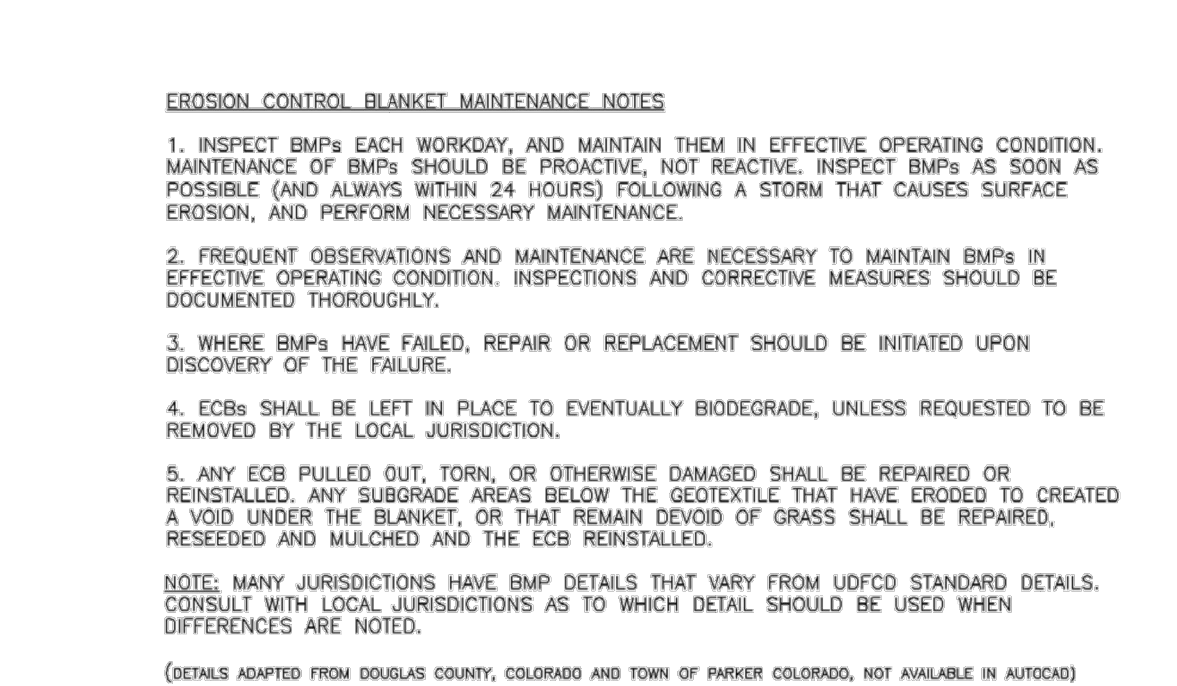 EROSION CONTROL BLANKET MAINTENANCE NOTES
1. INSPECT BMPs EACH WORKDAY, AND MAINTAIN THEM IN EFFECTIVE OPERATING CONDITION.
MAINTENANCE OF BMPs SHOULD BE PROACTIVE, NOT REACTIVE. INSPECT BMPs AS SOON AS
POSSIBLE (AND ALWAYS WITHIN 24 HOURS) FOLLOWING A STORM THAT CAUSES SURFACE
EROSION, AND PERFORM NECESSARY MAINTENANCE.
2. FREQUENT OBSERVATIONS AND MAINTENANCE ARE NECESSARY TO MAINTAIN BMPs IN
EFFECTIVE OPERATING CONDITION. INSPECTIONS AND CORRECTIVE MEASURES SHOULD BE
DOCUMENTED THOROUGHLY.
3. WHERE BMPs HAVE FAILED, REPAIR OR REPLACEMENT SHOULD BE INITIATED UPON
DISCOVERY OF THE FAILURE.
4. ECBs SHALL BE LEFT IN PLACE TO EVENTUALLY BIODEGRADE, UNLESS REQUESTED TO BE
REMOVED BY THE LOCAL JURISDICTION.
5. ANY ECB PULLED OUT, TORN, OR OTHERWISE DAMAGED SHALL BE REPAIRED OR
REINSTALLED. ANY SUBGRADE AREAS BELOW THE GEOTEXTILE THAT HAVE ERODED TO CREATED
A VOID UNDER THE BLANKET, OR THAT REMAIN DEVOID OF GRASS SHALL BE REPAIRED,
RESEEDED AND MULCHED AND THE ECB REINSTALLED.
NOTE: MANY JURISDICTIONS HAVE BMP DETAILS THAT VARY FROM UDFCD STANDARD DETAILS.
CONSULT WITH LOCAL JURISDICTIONS AS TO WHICH DETAIL SHOULD BE USED WHEN
DIFFERENCES ARE NOTED.
(DETAILS ADAPTED FROM DOUGLAS COUNTY, COLORADO AND TOWN OF PARKER COLORADO, NOT AVAILABLE IN AUTOCAD)